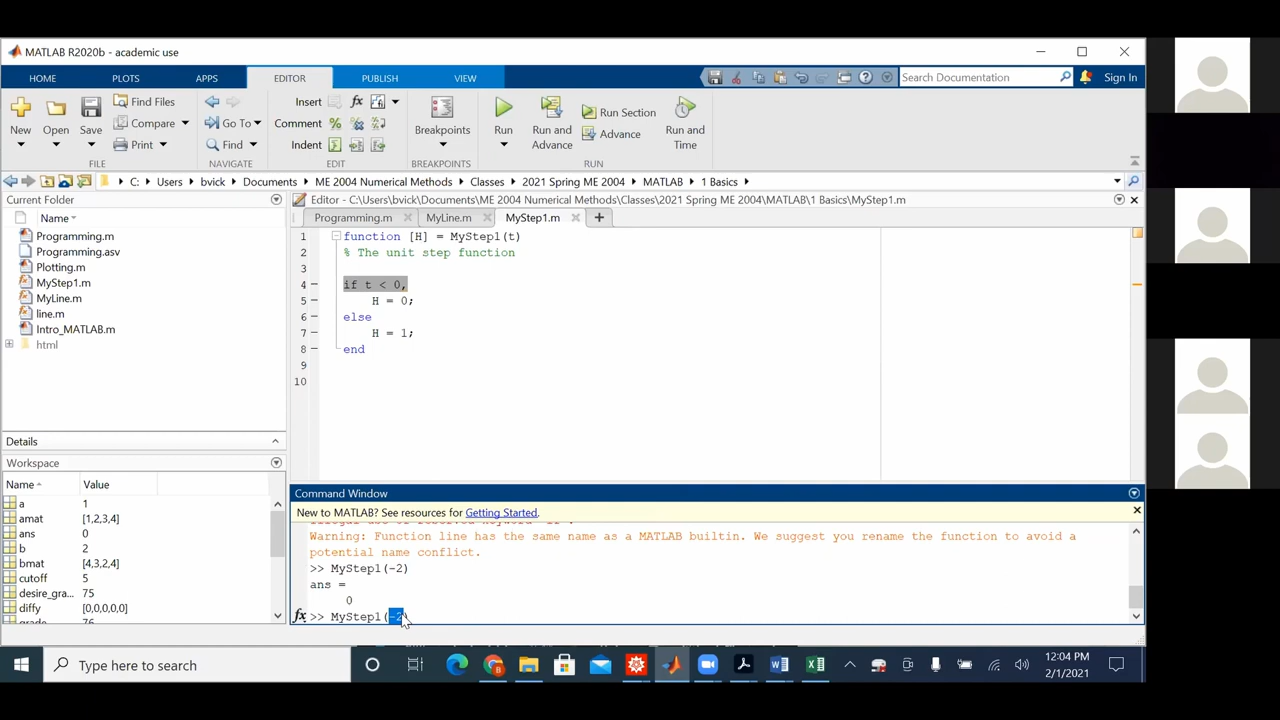 MATLAB R2020b - academic use
HOME PLOTS APPS EDITOR PUBLISH VIEW Search Documentation Sign In
New Open Save Find Files Compare Print
Go To Find
Insert fx
Comment %
Indent
Breakpoints Run Run and Advance Run Section Advance Run and Time
FILE NAVIGATE EDIT BREAKPOINTS RUN
C: Users bvick Documents ME 2004 Numerical Methods Classes 2021 Spring ME 2004 MATLAB 1 Basics
Current Folder
Name
Programming.m
Programming.asv
Plotting.m
MyStep1.m
MyLine.m
line.m
Intro_MATLAB.m
html
Details
Workspace
Name Value
a 1
amat [1,2,3,4]
ans 0
b 2
bmat [4,3,2,4]
cutoff 5
desire_gra... 75
diffy [0,0,0,0,0]
grade 76
Editor - C:\Users\bvick\Documents\ME 2004 Numerical Methods\Classes\2021 Spring ME 2004\MATLAB\1 Basics\MyStep1.m
Programming.m MyLine.m MyStep1.m
1 function [H] = MyStep1(t)
2 % The unit step function
3
4 if t < 0,
5 H = 0;
6 else
7 H = 1;
8 end
9
10
Command Window
New to MATLAB? See resources for Getting Started.
Warning: Function line has the same name as a MATLAB builtin. We suggest you rename the function to avoid a
potential name conflict.
>> MyStep1(-2)
ans =
0
fx >> MyStep1(-2)
Type here to search
12:04 PM
2/1/2021